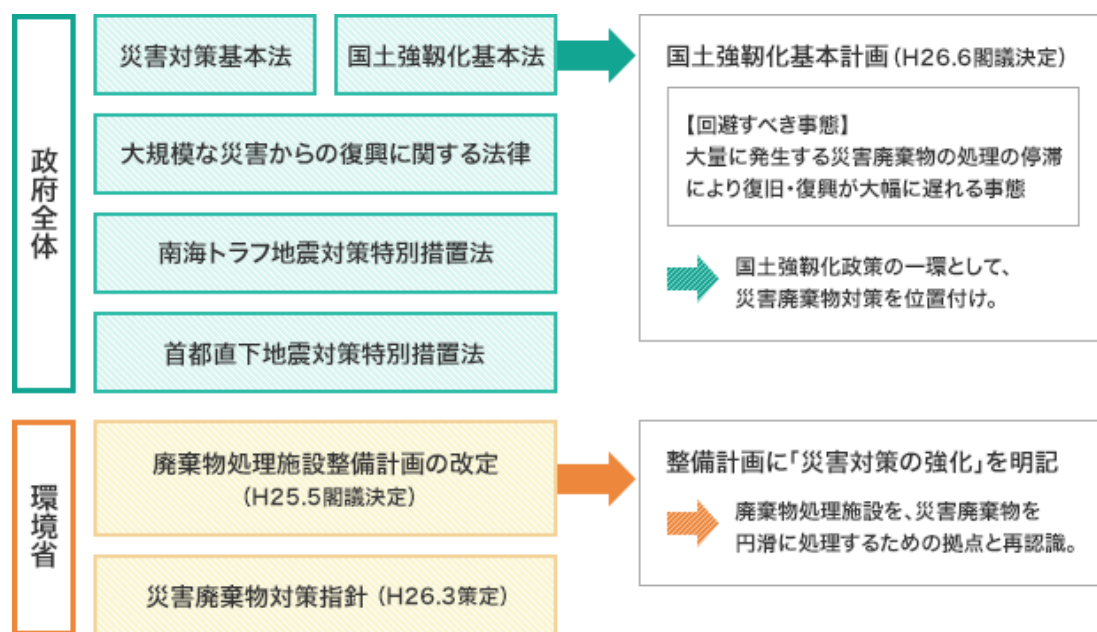 政府全体
災害対策基本法
国土強靱化基本法
大規模な災害からの復興に関する法律
南海トラフ地震対策特別措置法
首都直下地震対策特別措置法
国土強靱化基本計画(H26.6閣議決定)
【回避すべき事態】
大量に発生する災害廃棄物の処理の停滞
により復旧・復興が大幅に遅れる事態
国土強靱化政策の一環として、
災害廃棄物対策を位置付け。
環境省
廃棄物処理施設整備計画の改定
(H25.5閣議決定)
災害廃棄物対策指針(H26.3策定)
整備計画に「災害対策の強化」を明記
廃棄物処理施設を、災害廃棄物を
円滑に処理するための拠点と再認識。